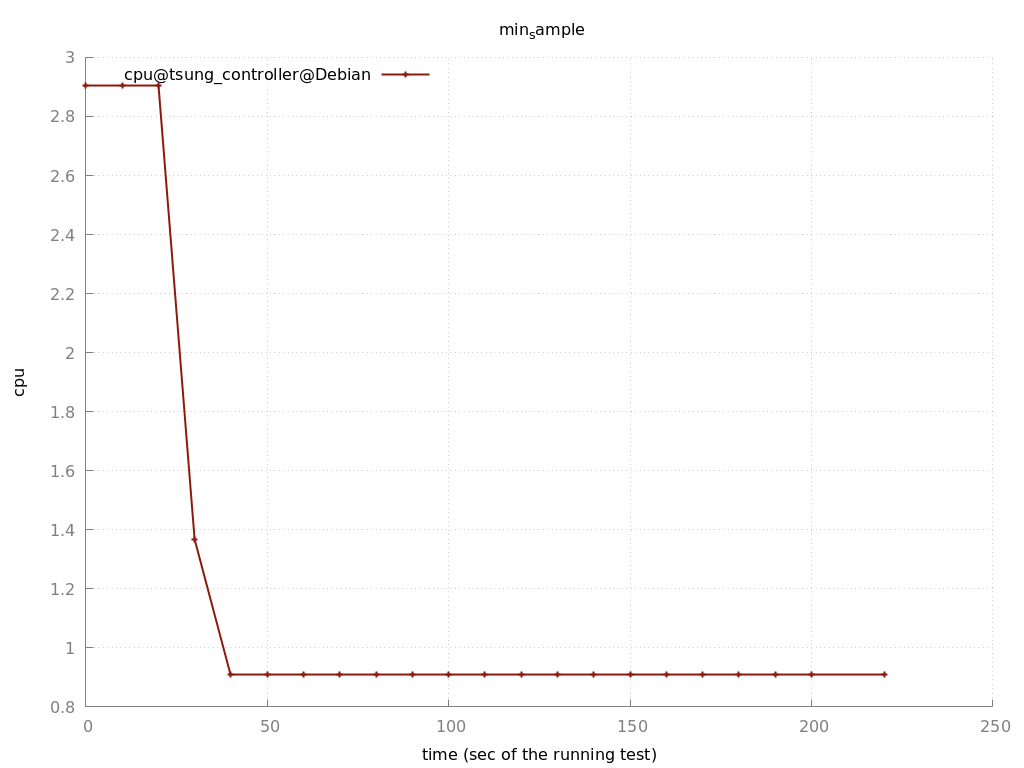 minsample
3
cpu@tsung_controller@Debian
2.8
2.6
2.4
2.2
2
cpu
1.8
1.6
1.4
1.2
1
0.8
0 50 100 150 200 250
time (sec of the running test)